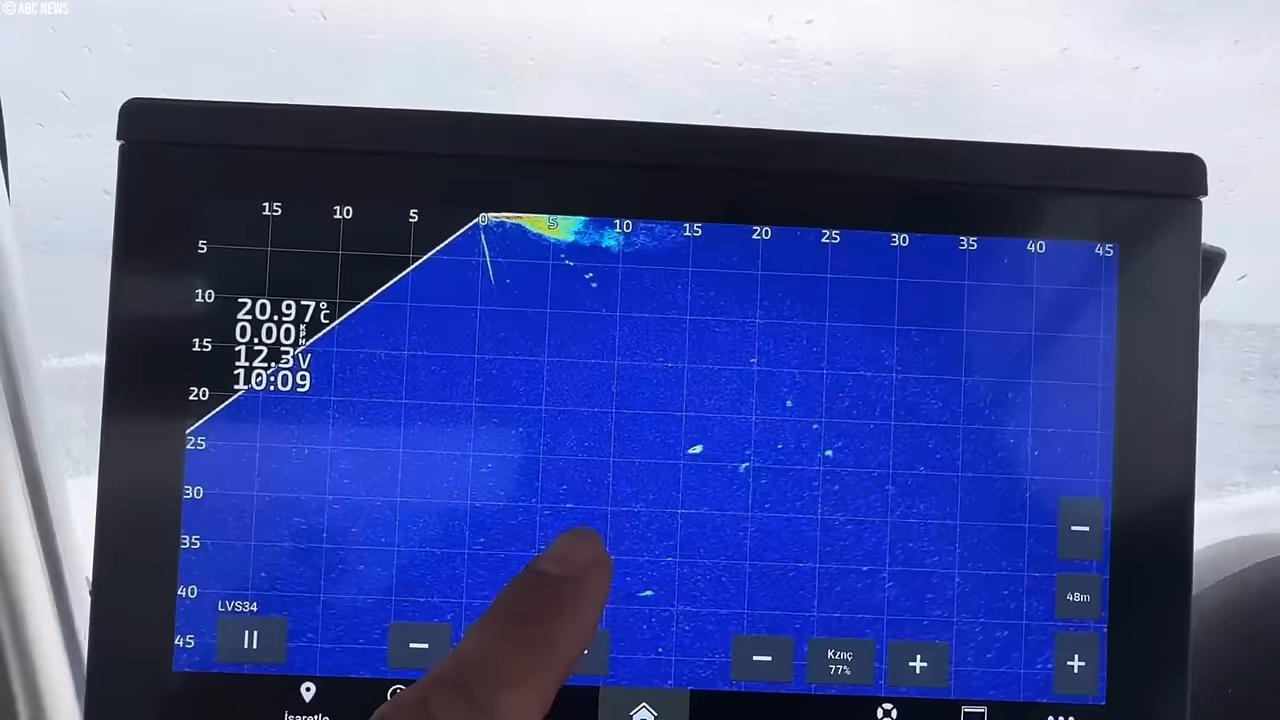 © ABC NEWS
15 10 5 0 5 10 15 20 25 30 35 40 45
5
10
20.97°C
0.00 KPH
15
12.3V
10:09
20
25
30
35
40
45
LVS34
48m
Kznç
77%
İşaretle